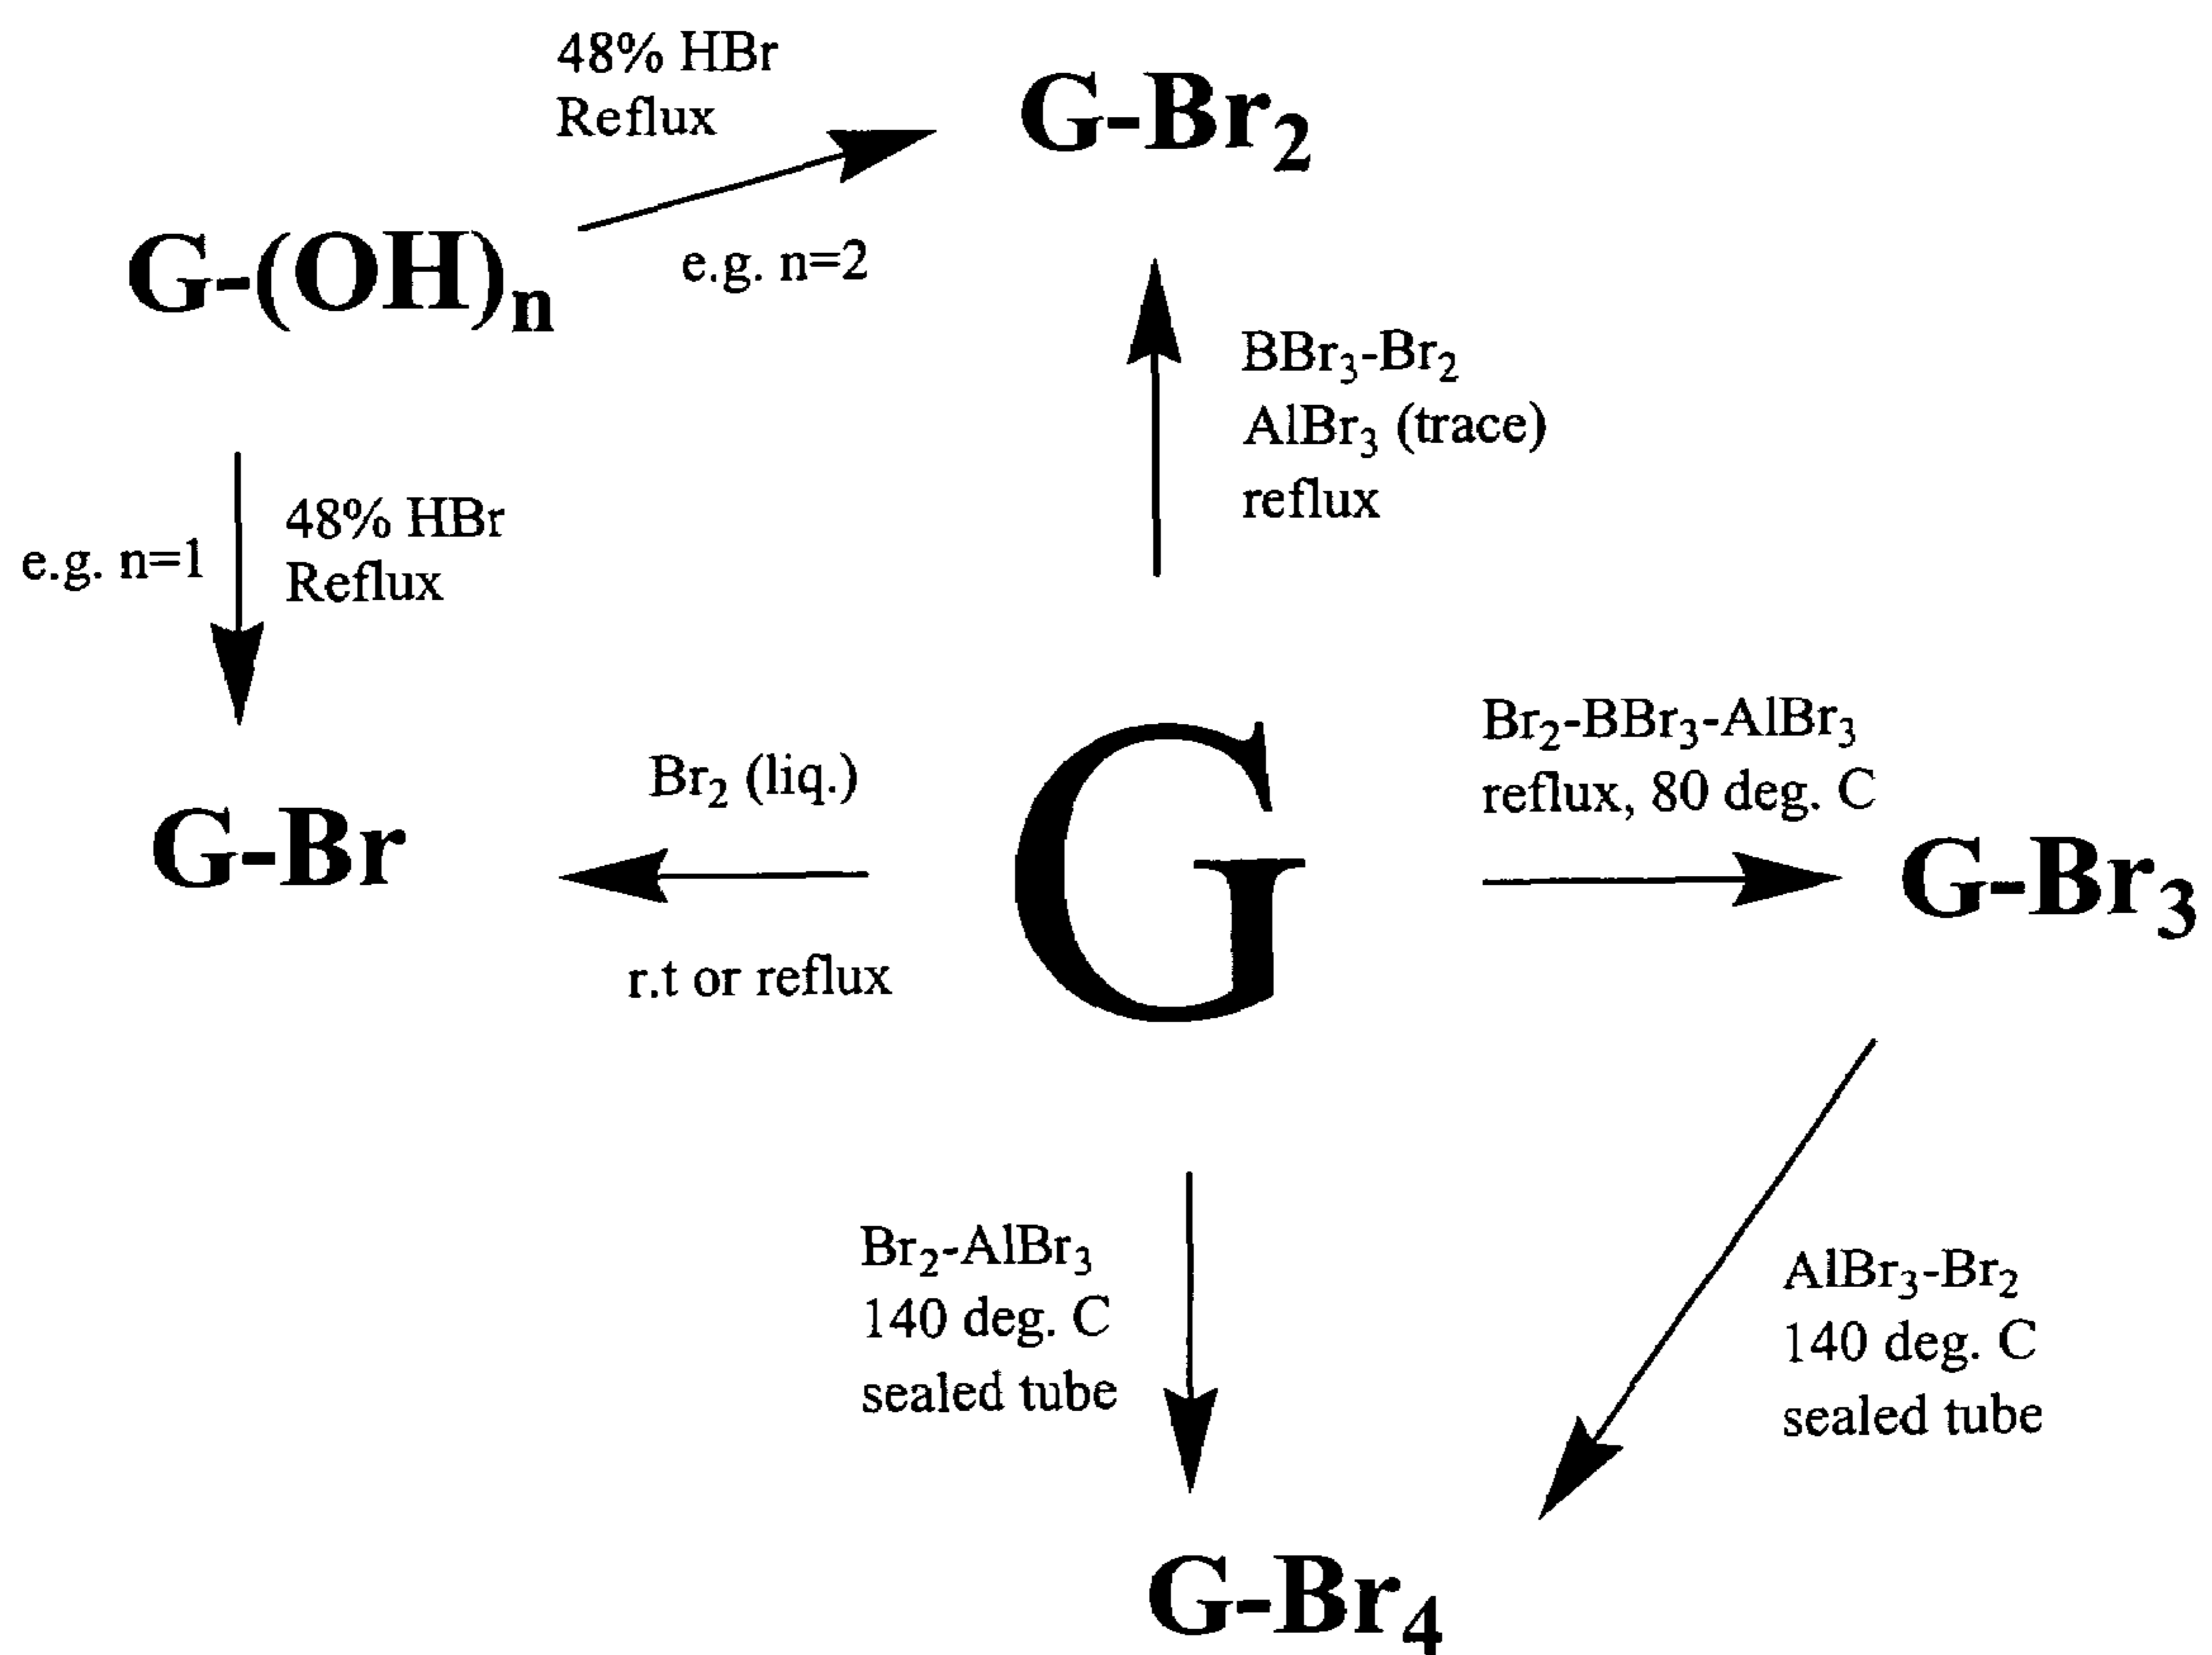 48% HBr
Reflux
G-Br₂
G-(OH)ₙ
e.g. n=2
BBr₃-Br₂
AlBr₃ (trace)
reflux
e.g. n=1
48% HBr
Reflux
Br₂-BBr₃-AlBr₃
reflux, 80 deg. C
Br₂ (liq.)
G-Br
G
G-Br₃
r.t or reflux
Br₂-AlBr₃
140 deg. C
sealed tube
AlBr₃-Br₂
140 deg. C
sealed tube
G-Br₄